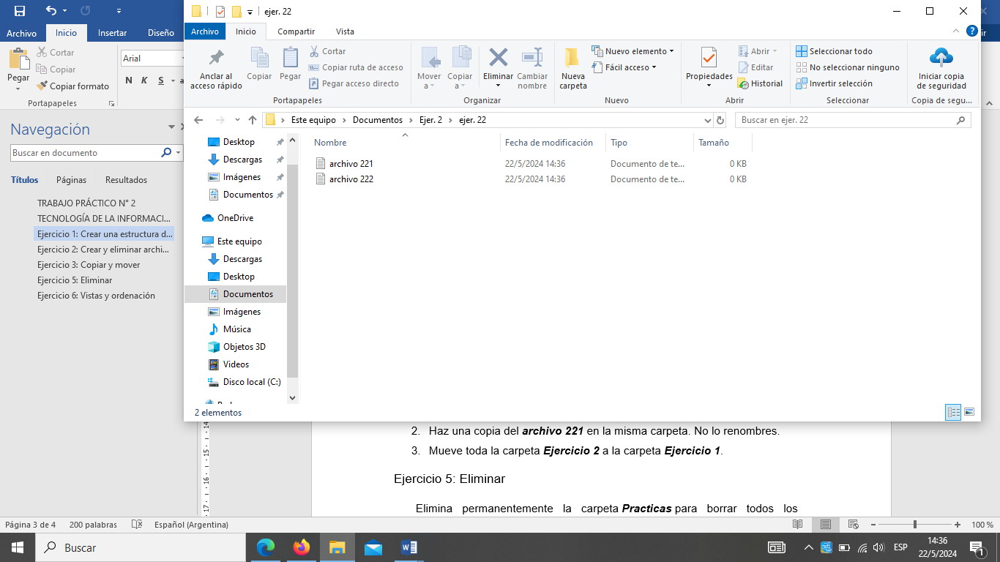 ejer. 22
Archivo Inicio Insertar Diseño
Archivo Inicio Compartir Vista
Pegar
Cortar
Copiar
Copiar formato
Portapapeles
Arial
N K S
Anclar al acceso rápido
Copiar
Pegar
Cortar
Copiar ruta de acceso
Pegar acceso directo
Portapapeles
Mover a
Copiar a
Eliminar
Cambiar nombre
Organizar
Nueva carpeta
Nuevo elemento
Fácil acceso
Nuevo
Propiedades
Abrir
Editar
Historial
Abrir
Seleccionar todo
No seleccionar ninguno
Invertir selección
Seleccionar
Iniciar copia de seguridad
Copia de segu...
Este equipo > Documentos > Ejer. 2 > ejer. 22
Buscar en ejer. 22
Navegación
Buscar en documento
Títulos Páginas Resultados
TRABAJO PRÁCTICO N° 2
TECNOLOGÍA DE LA INFORMACI...
Ejercicio 1: Crear una estructura d...
Ejercicio 2: Crear y eliminar archi...
Ejercicio 3: Copiar y mover
Ejercicio 5: Eliminar
Ejercicio 6: Vistas y ordenación
Desktop
Descargas
Imágenes
Documentos
OneDrive
Este equipo
Descargas
Desktop
Documentos
Imágenes
Música
Objetos 3D
Videos
Disco local (C:)
Nombre Fecha de modificación Tipo Tamaño
archivo 221 22/5/2024 14:36 Documento de te... 0 KB
archivo 222 22/5/2024 14:36 Documento de te... 0 KB
2 elementos
2. Haz una copia del archivo 221 en la misma carpeta. No lo renombres.
3. Mueve toda la carpeta Ejercicio 2 a la carpeta Ejercicio 1.
Ejercicio 5: Eliminar
Elimina permanentemente la carpeta Practicas para borrar todos los
14 15 16 17
Página 3 de 4 200 palabras Español (Argentina) 100 %
Buscar
ESP
14:36
22/5/2024
1